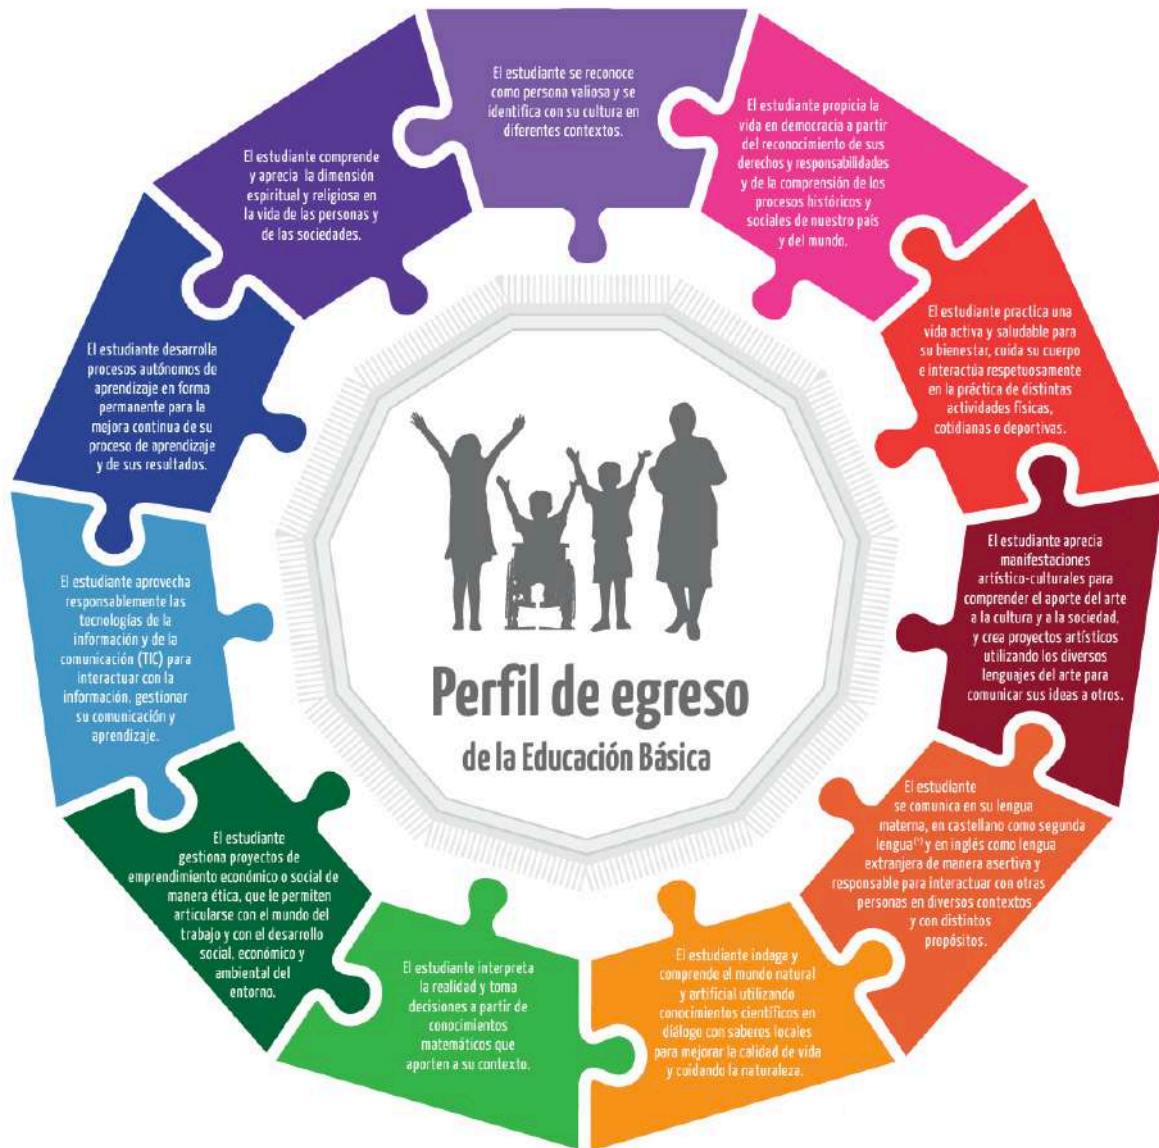 El estudiante se reconoce
como persona valiosa y se
identifica con su cultura en
diferentes contextos.
El estudiante propicia la
vida en democracia a partir
del reconocimiento de sus
derechos y responsabilidades
y de la comprensión de los
procesos históricos y
sociales de nuestro país
y del mundo.
El estudiante practica una
vida activa y saludable para
su bienestar, cuida su cuerpo
e interactúa respetuosamente
en la práctica de distintas
actividades físicas,
cotidianas o deportivas.
El estudiante aprecia
manifestaciones
artístico-culturales para
comprender el aporte del arte
a la cultura y a la sociedad,
y crea proyectos artísticos
utilizando los diversos
lenguajes del arte para
comunicar sus ideas a otros.
El estudiante
se comunica en su lengua
materna, en castellano como segunda
lengua(*) y en inglés como lengua
extranjera de manera asertiva y
responsable para interactuar con otras
personas en diversos contextos
y con distintos
propósitos.
El estudiante indaga y
comprende el mundo natural
y artificial utilizando
conocimientos científicos en
diálogo con saberes locales
para mejorar la calidad de vida
y cuidando la naturaleza.
El estudiante interpreta
la realidad y toma
decisiones a partir de
conocimientos
matemáticos que
aporten a su contexto.
El estudiante
gestiona proyectos de
emprendimiento económico o social de
manera ética, que le permiten
articularse con el mundo del
trabajo y con el desarrollo
social, económico y
ambiental del
entorno.
El estudiante aprovecha
responsablemente las
tecnologías de la
información y de la
comunicación (TIC) para
interactuar con la
información, gestionar
su comunicación y
aprendizaje.
El estudiante desarrolla
procesos autónomos de
aprendizaje en forma
permanente para la
mejora continua de su
proceso de aprendizaje
y de sus resultados.
El estudiante comprende
y aprecia la dimensión
espiritual y religiosa en
la vida de las personas y
de las sociedades.
Perfil de egreso
de la Educación Básica